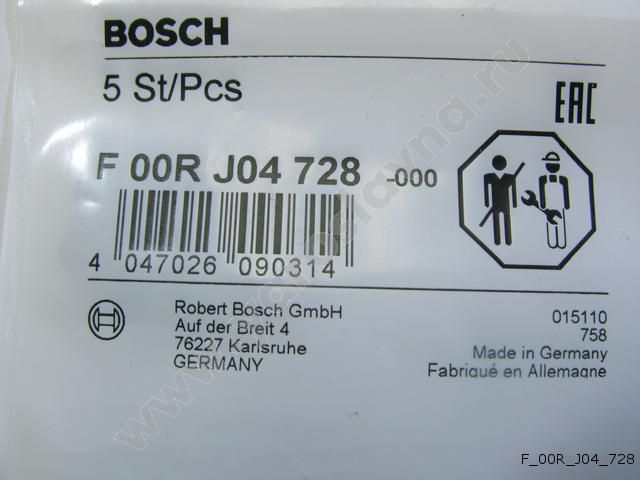 BOSCH
5 St/Pcs
EAC
F 00R J04 728 -000
4 047026 090314
Robert Bosch GmbH
Auf der Breit 4
76227 Karlsruhe
GERMANY
015110
758
Made in Germany
Fabriqué en Allemagne
F_00R_J04_728